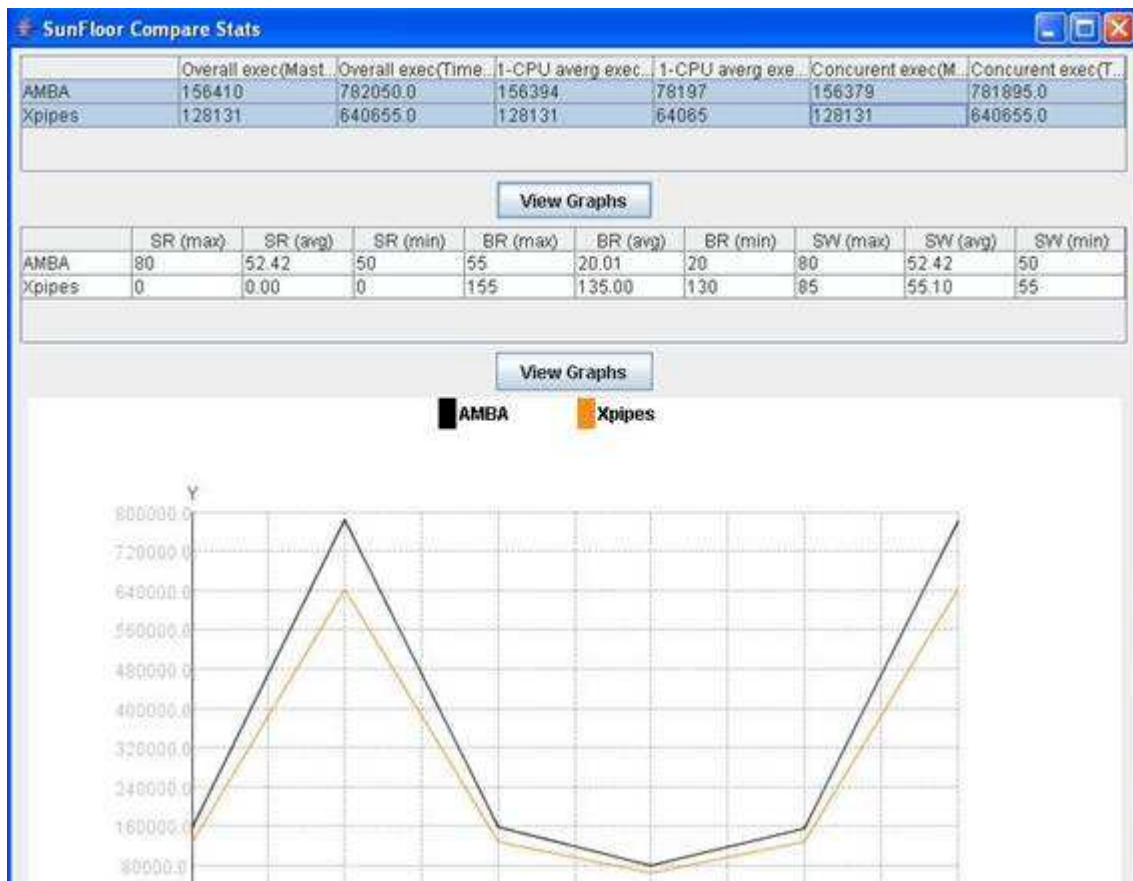 SunFloor Compare Stats
Overall exec(Mast... Overall exec(Time... 1-CPU averg exec... 1-CPU averg exe... Concurent exec(M... Concurent exec(T...
AMBA 156410 782050.0 156394 78197 156379 781895.0
Xpipes 128131 640655.0 128131 64065 128131 640655.0
View Graphs
SR (max) SR (avg) SR (min) BR (max) BR (avg) BR (min) SW (max) SW (avg) SW (min)
AMBA 80 52.42 50 55 20.01 20 80 52.42 50
Xpipes 0 0.00 0 155 135.00 130 85 55.10 55
View Graphs
AMBA Xpipes
Y
800000.0
720000.0
640000.0
560000.0
480000.0
400000.0
320000.0
240000.0
160000.0
80000.0